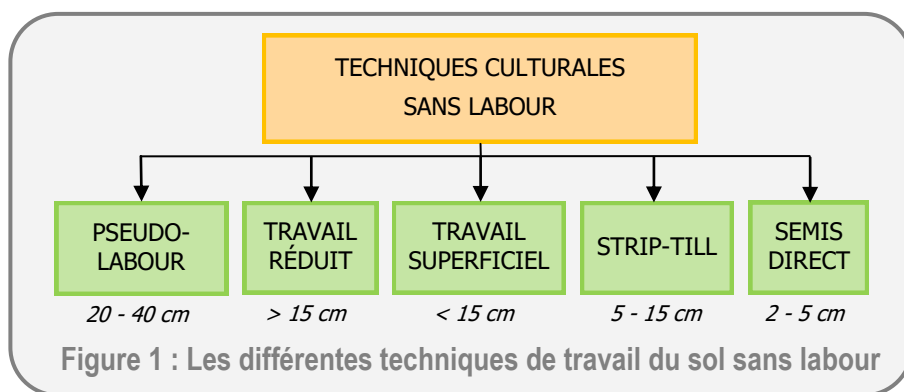 TECHNIQUES CULTURALES
SANS LABOUR
PSEUDO-
LABOUR
TRAVAIL
RÉDUIT
TRAVAIL
SUPERFICIEL
STRIP-TILL
SEMIS
DIRECT
20 - 40 cm
> 15 cm
< 15 cm
5 - 15 cm
2 - 5 cm
Figure 1 : Les différentes techniques de travail du sol sans labour